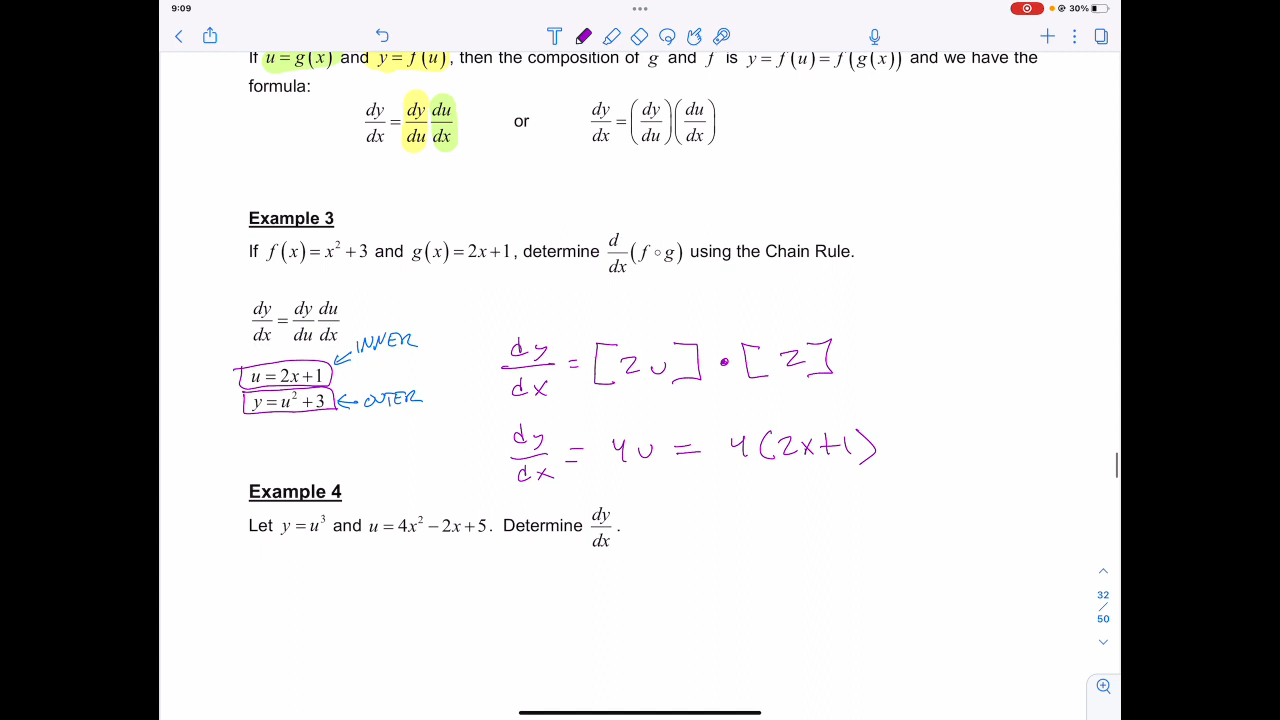 9:09
30%
If u = g(x) and y = f(u), then the composition of g and f is y = f(u) = f(g(x)) and we have the
formula:
dy/dx = dy/du du/dx or dy/dx = (dy/du)(du/dx)
Example 3
If f(x) = x² + 3 and g(x) = 2x + 1, determine d/dx (f ∘ g) using the Chain Rule.
dy/dx = dy/du du/dx
INNER
u = 2x + 1
y = u² + 3 ← OUTER
dy/dx = [2u] • [2]
dy/dx = 4u = 4(2x+1)
Example 4
Let y = u³ and u = 4x² − 2x + 5. Determine dy/dx.
32
/
50